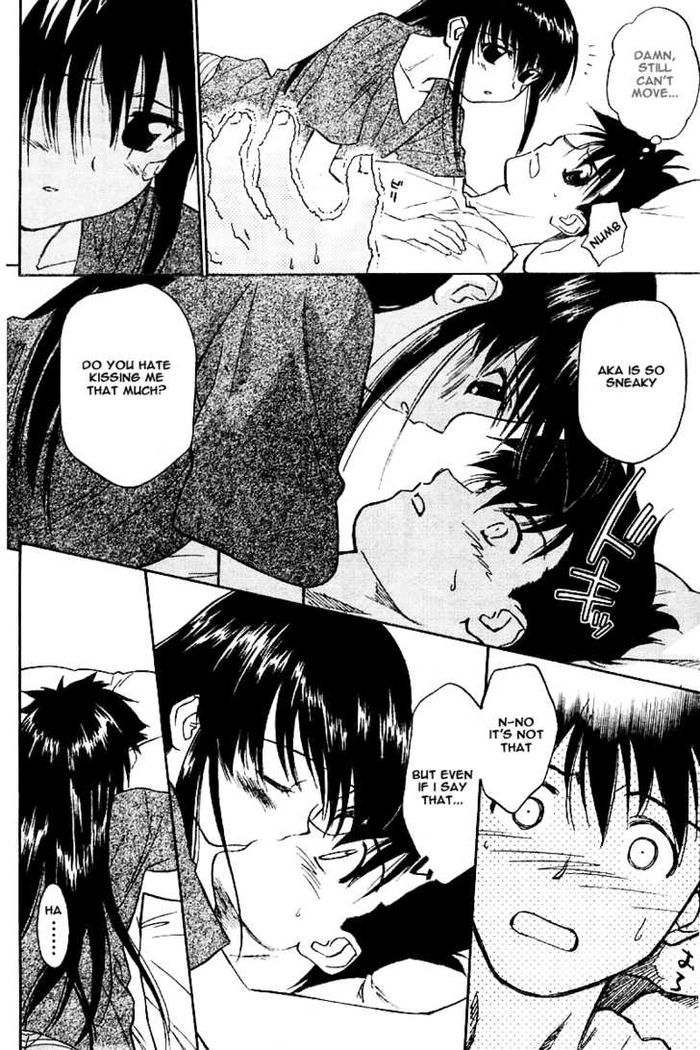 DAMN,
STILL
CAN'T
MOVE...
NUMB
AKA IS SO
SNEAKY
DO YOU HATE
KISSING ME
THAT MUCH?
ドキッ
N-NO
IT'S NOT
THAT
BUT EVEN
IF I SAY
THAT...
HA
......